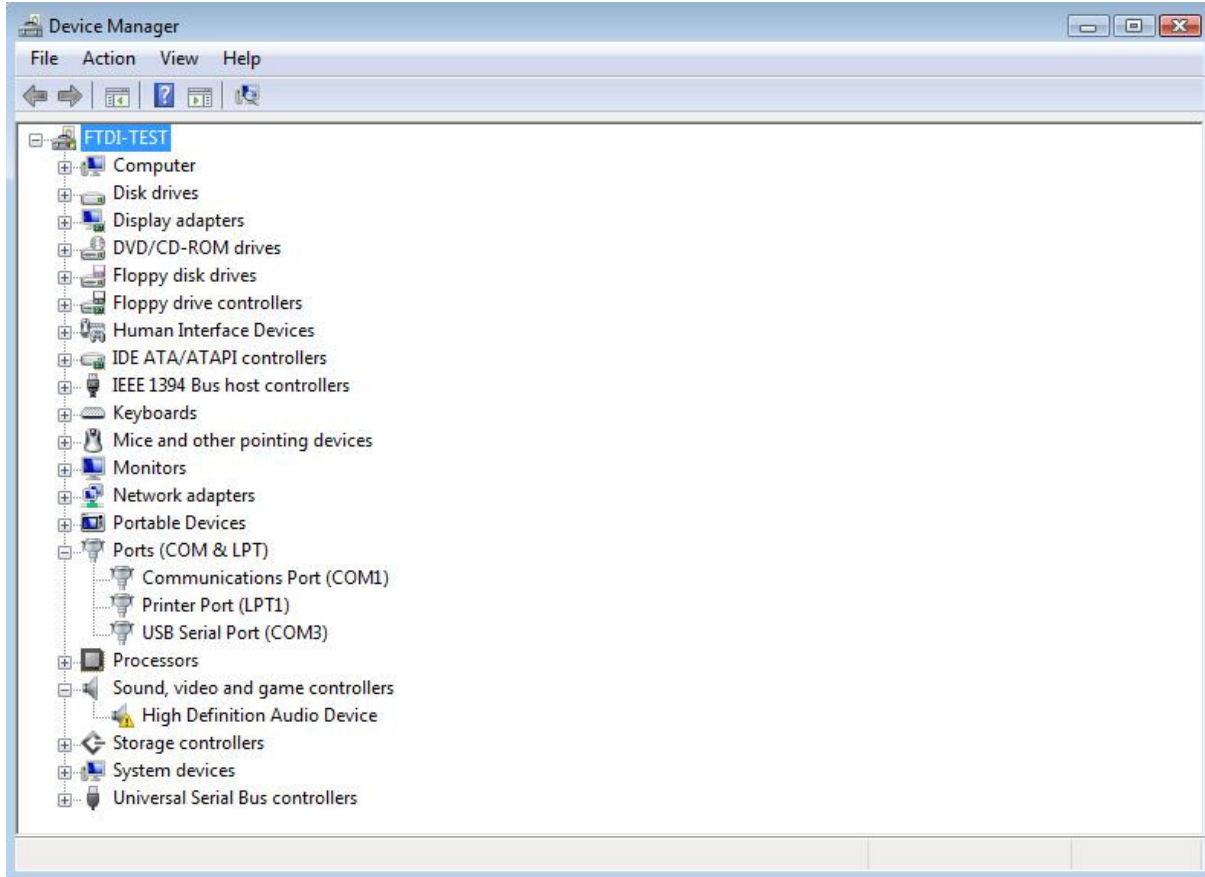 Device Manager
File Action View Help
FTDI-TEST
Computer
Disk drives
Display adapters
DVD/CD-ROM drives
Floppy disk drives
Floppy drive controllers
Human Interface Devices
IDE ATA/ATAPI controllers
IEEE 1394 Bus host controllers
Keyboards
Mice and other pointing devices
Monitors
Network adapters
Portable Devices
Ports (COM & LPT)
Communications Port (COM1)
Printer Port (LPT1)
USB Serial Port (COM3)
Processors
Sound, video and game controllers
High Definition Audio Device
Storage controllers
System devices
Universal Serial Bus controllers